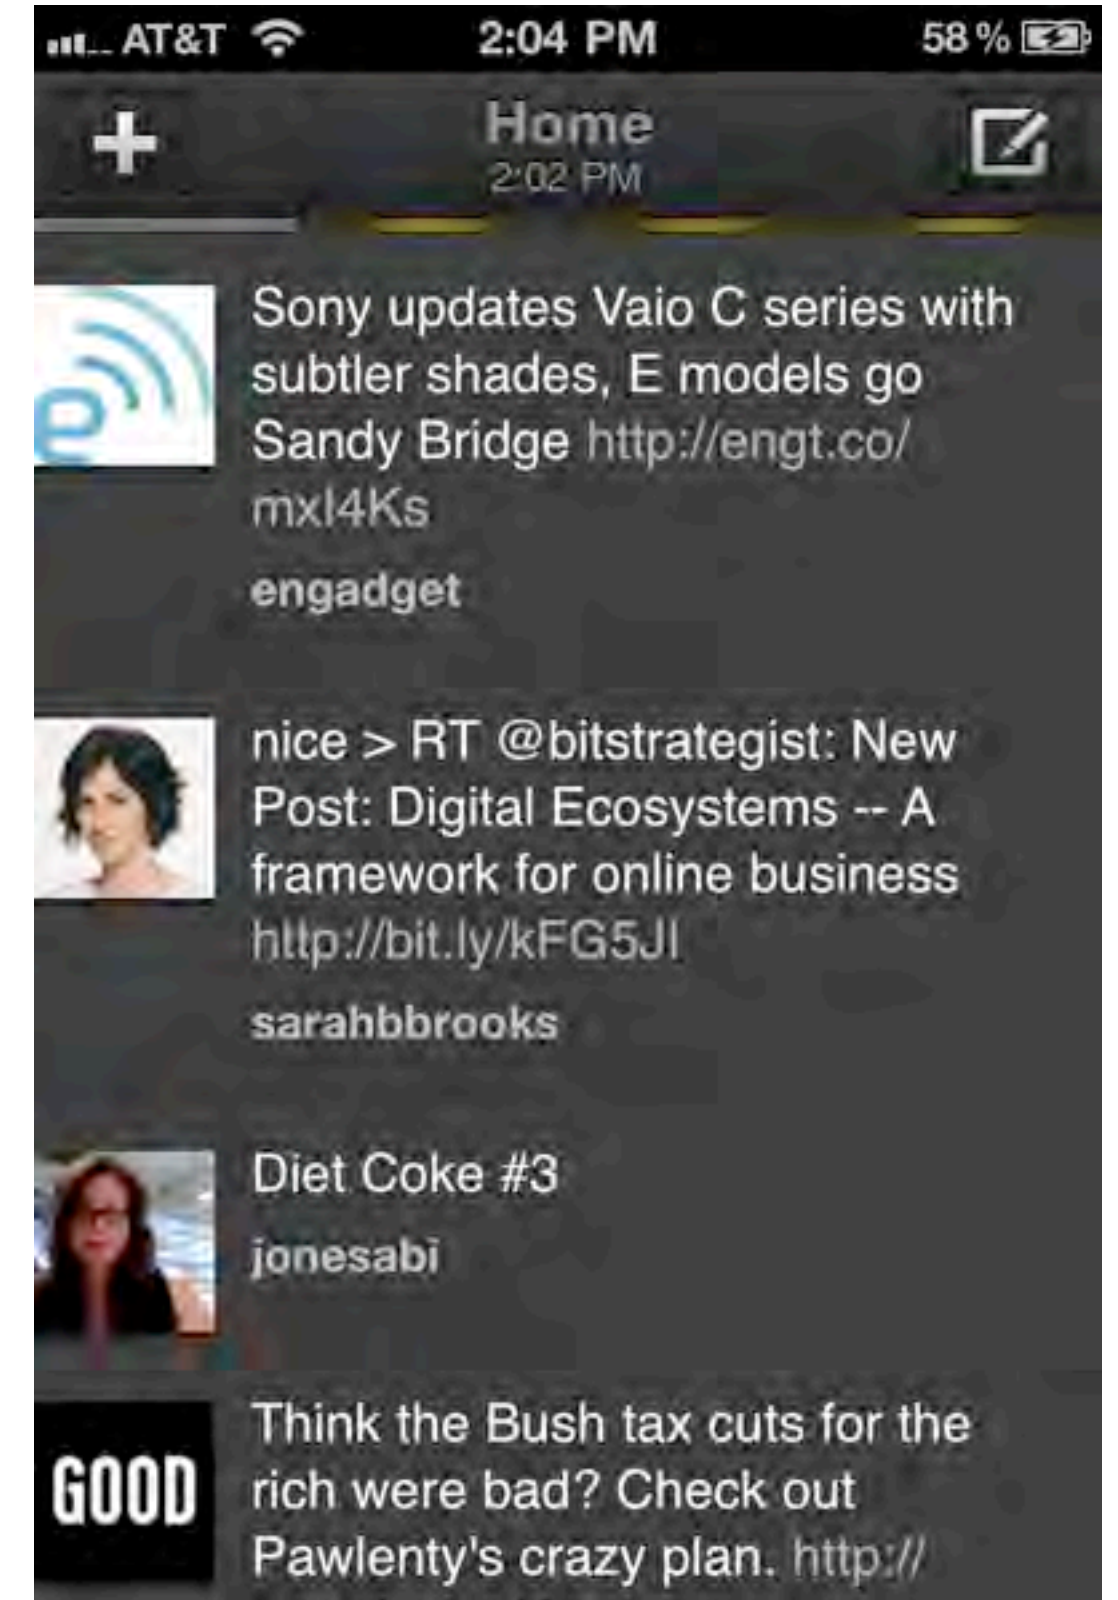 AT&T 2:04 PM 58%
Home
2:02 PM
Sony updates Vaio C series with
subtler shades, E models go
Sandy Bridge http://engt.co/
mxI4Ks
engadget
nice > RT @bitstrategist: New
Post: Digital Ecosystems -- A
framework for online business
http://bit.ly/kFG5JI
sarahbbrooks
Diet Coke #3
jonesabi
GOOD
Think the Bush tax cuts for the
rich were bad? Check out
Pawlenty's crazy plan. http://